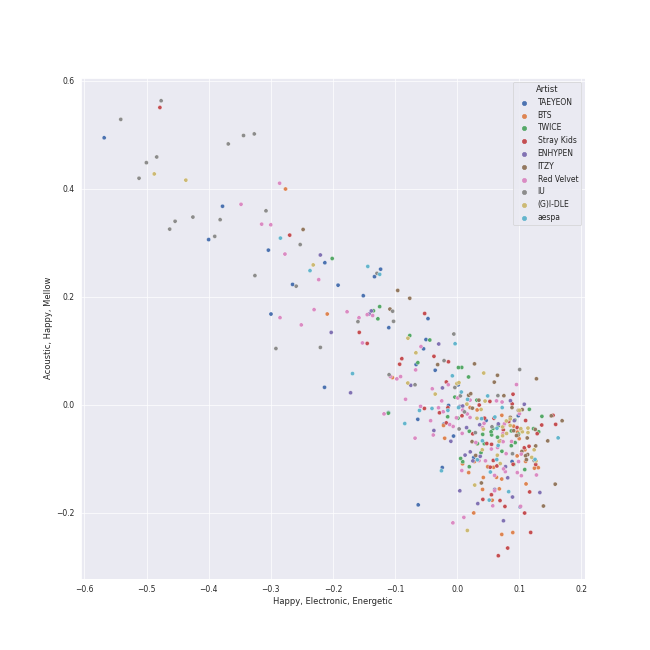 Artist
TAEYEON
BTS
TWICE
Stray Kids
ENHYPEN
ITZY
Red Velvet
IU
(G)I-DLE
aespa
0.6
0.4
0.2
0.0
−0.2
Acoustic, Happy, Mellow
−0.6 −0.5 −0.4 −0.3 −0.2 −0.1 0.0 0.1 0.2
Happy, Electronic, Energetic